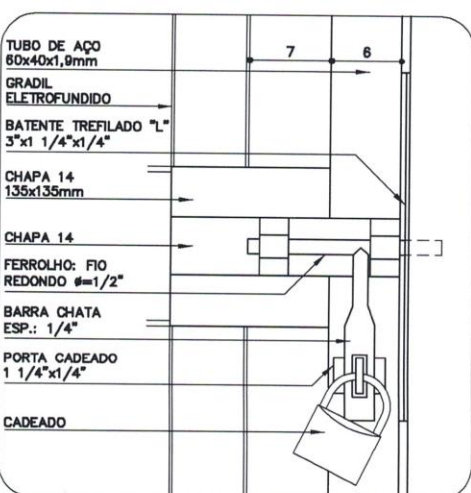 TUBO DE AÇO
60x40x1,9mm
GRADIL
ELETROFUNDIDO
BATENTE TREFILADO "L"
3"x1 1/4"x1/4"
CHAPA 14
135x135mm
CHAPA 14
FERROLHO: FIO
REDONDO ø=1/2"
BARRA CHATA
ESP.: 1/4"
PORTA CADEADO
1 1/4"x1/4"
CADEADO
7
6